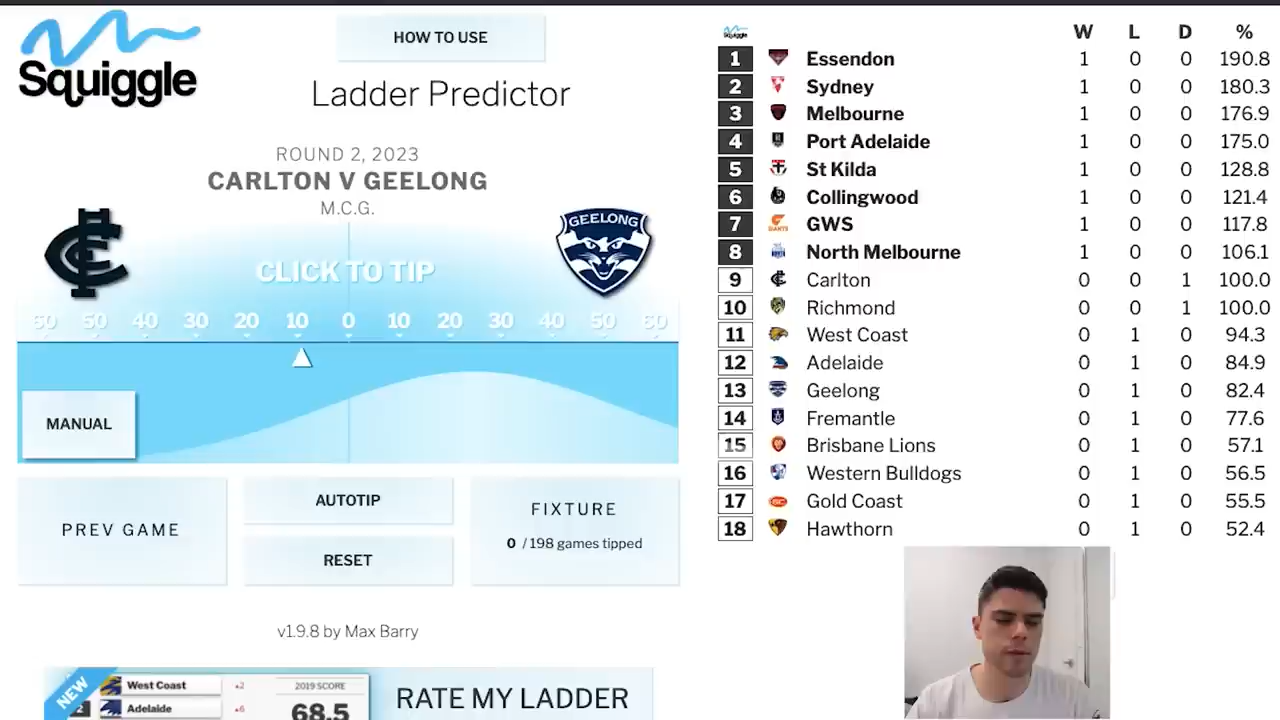 Squiggle
HOW TO USE
Ladder Predictor
ROUND 2, 2023
CARLTON V GEELONG
M.C.G.
GEELONG
CLICK TO TIP
60 50 40 30 20 10 0 10 20 30 40 50 60
MANUAL
PREV GAME
AUTOTIP
RESET
FIXTURE
0 / 198 games tipped
v1.9.8 by Max Barry
NEW
West Coast ▲2
2 Adelaide ▲6
2019 SCORE
68.5
RATE MY LADDER
Squiggle W L D %
1 Essendon 1 0 0 190.8
2 Sydney 1 0 0 180.3
3 Melbourne 1 0 0 176.9
4 Port Adelaide 1 0 0 175.0
5 St Kilda 1 0 0 128.8
6 Collingwood 1 0 0 121.4
7 GWS 1 0 0 117.8
8 North Melbourne 1 0 0 106.1
9 Carlton 0 0 1 100.0
10 Richmond 0 0 1 100.0
11 West Coast 0 1 0 94.3
12 Adelaide 0 1 0 84.9
13 Geelong 0 1 0 82.4
14 Fremantle 0 1 0 77.6
15 Brisbane Lions 0 1 0 57.1
16 Western Bulldogs 0 1 0 56.5
17 Gold Coast 0 1 0 55.5
18 Hawthorn 0 1 0 52.4